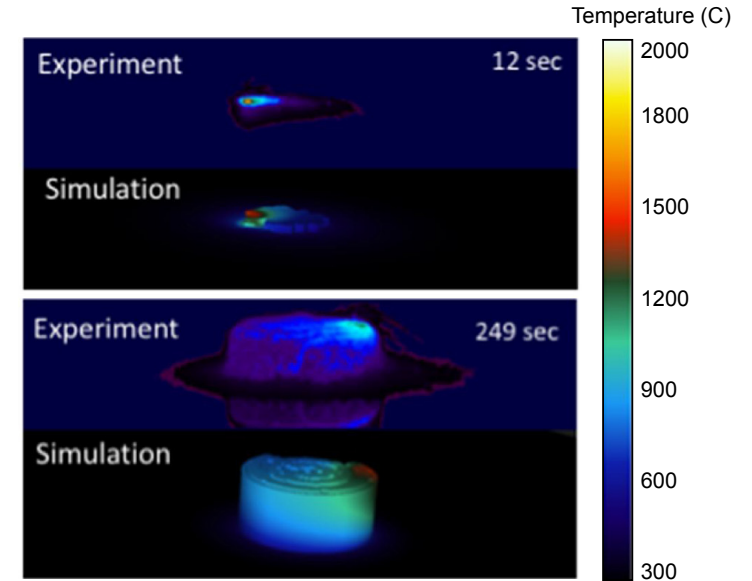 Temperature (C)
Experiment
12 sec
Simulation
Experiment
249 sec
Simulation
2000
1800
1500
1200
900
600
300